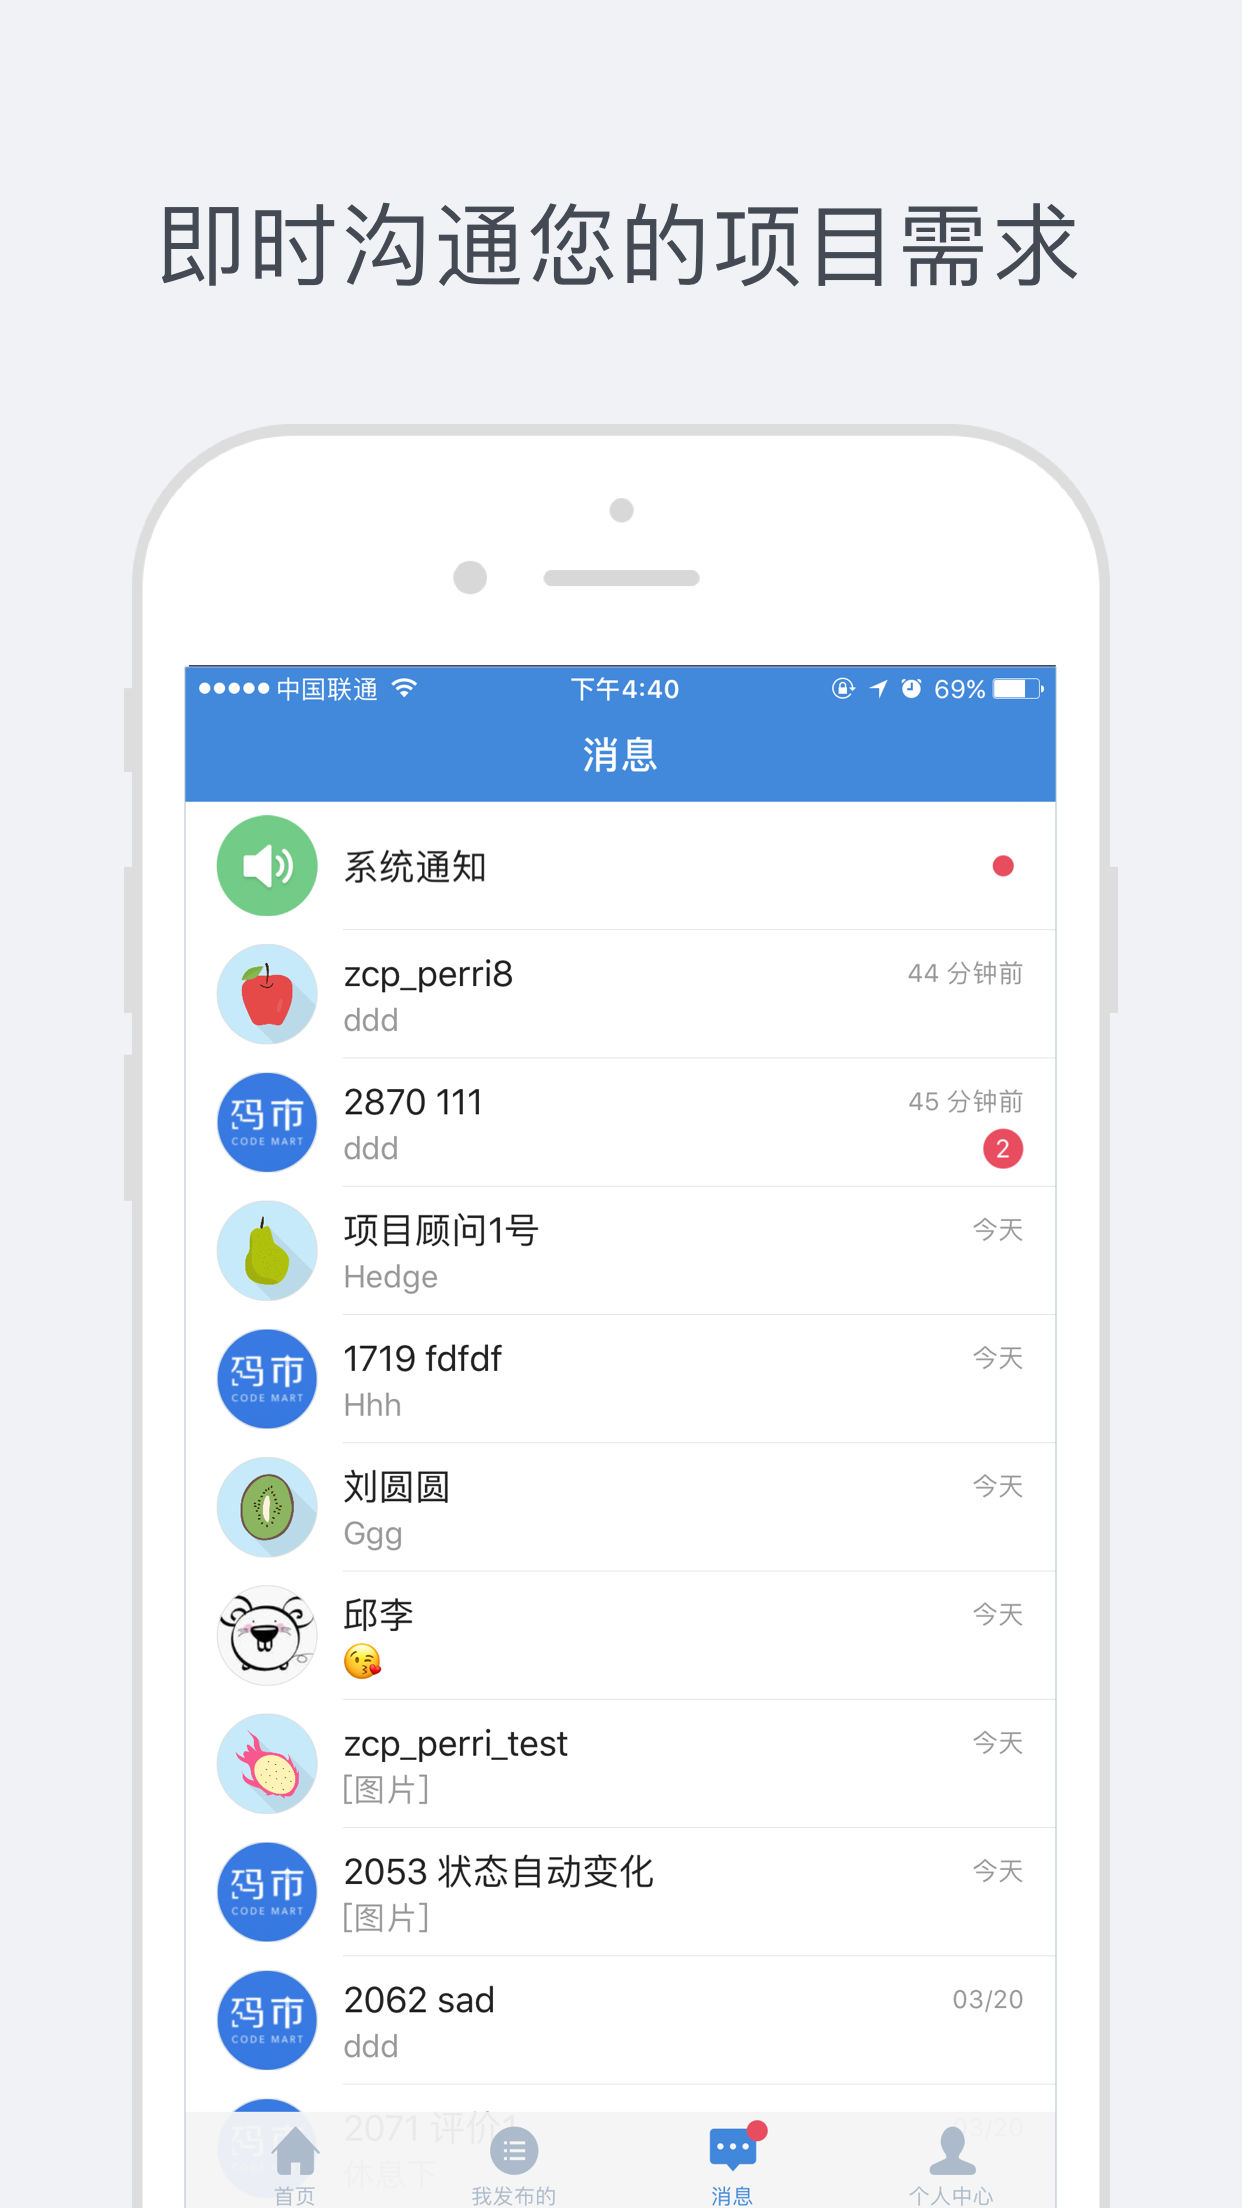 即时沟通您的项目需求
中国联通 下午4:40 69%
消息
系统通知
zcp_perri8 44 分钟前
ddd
码市 CODE MART
2870 111 45 分钟前
ddd 2
项目顾问1号 今天
Hedge
码市 CODE MART
1719 fdfdf 今天
Hhh
刘圆圆 今天
Ggg
邱李 今天
😘
zcp_perri_test 今天
[图片]
码市 CODE MART
2053 状态自动变化 今天
[图片]
码市 CODE MART
2062 sad 03/20
ddd
2071 评价1 03/20
休息下
首页 我发布的 消息 个人中心